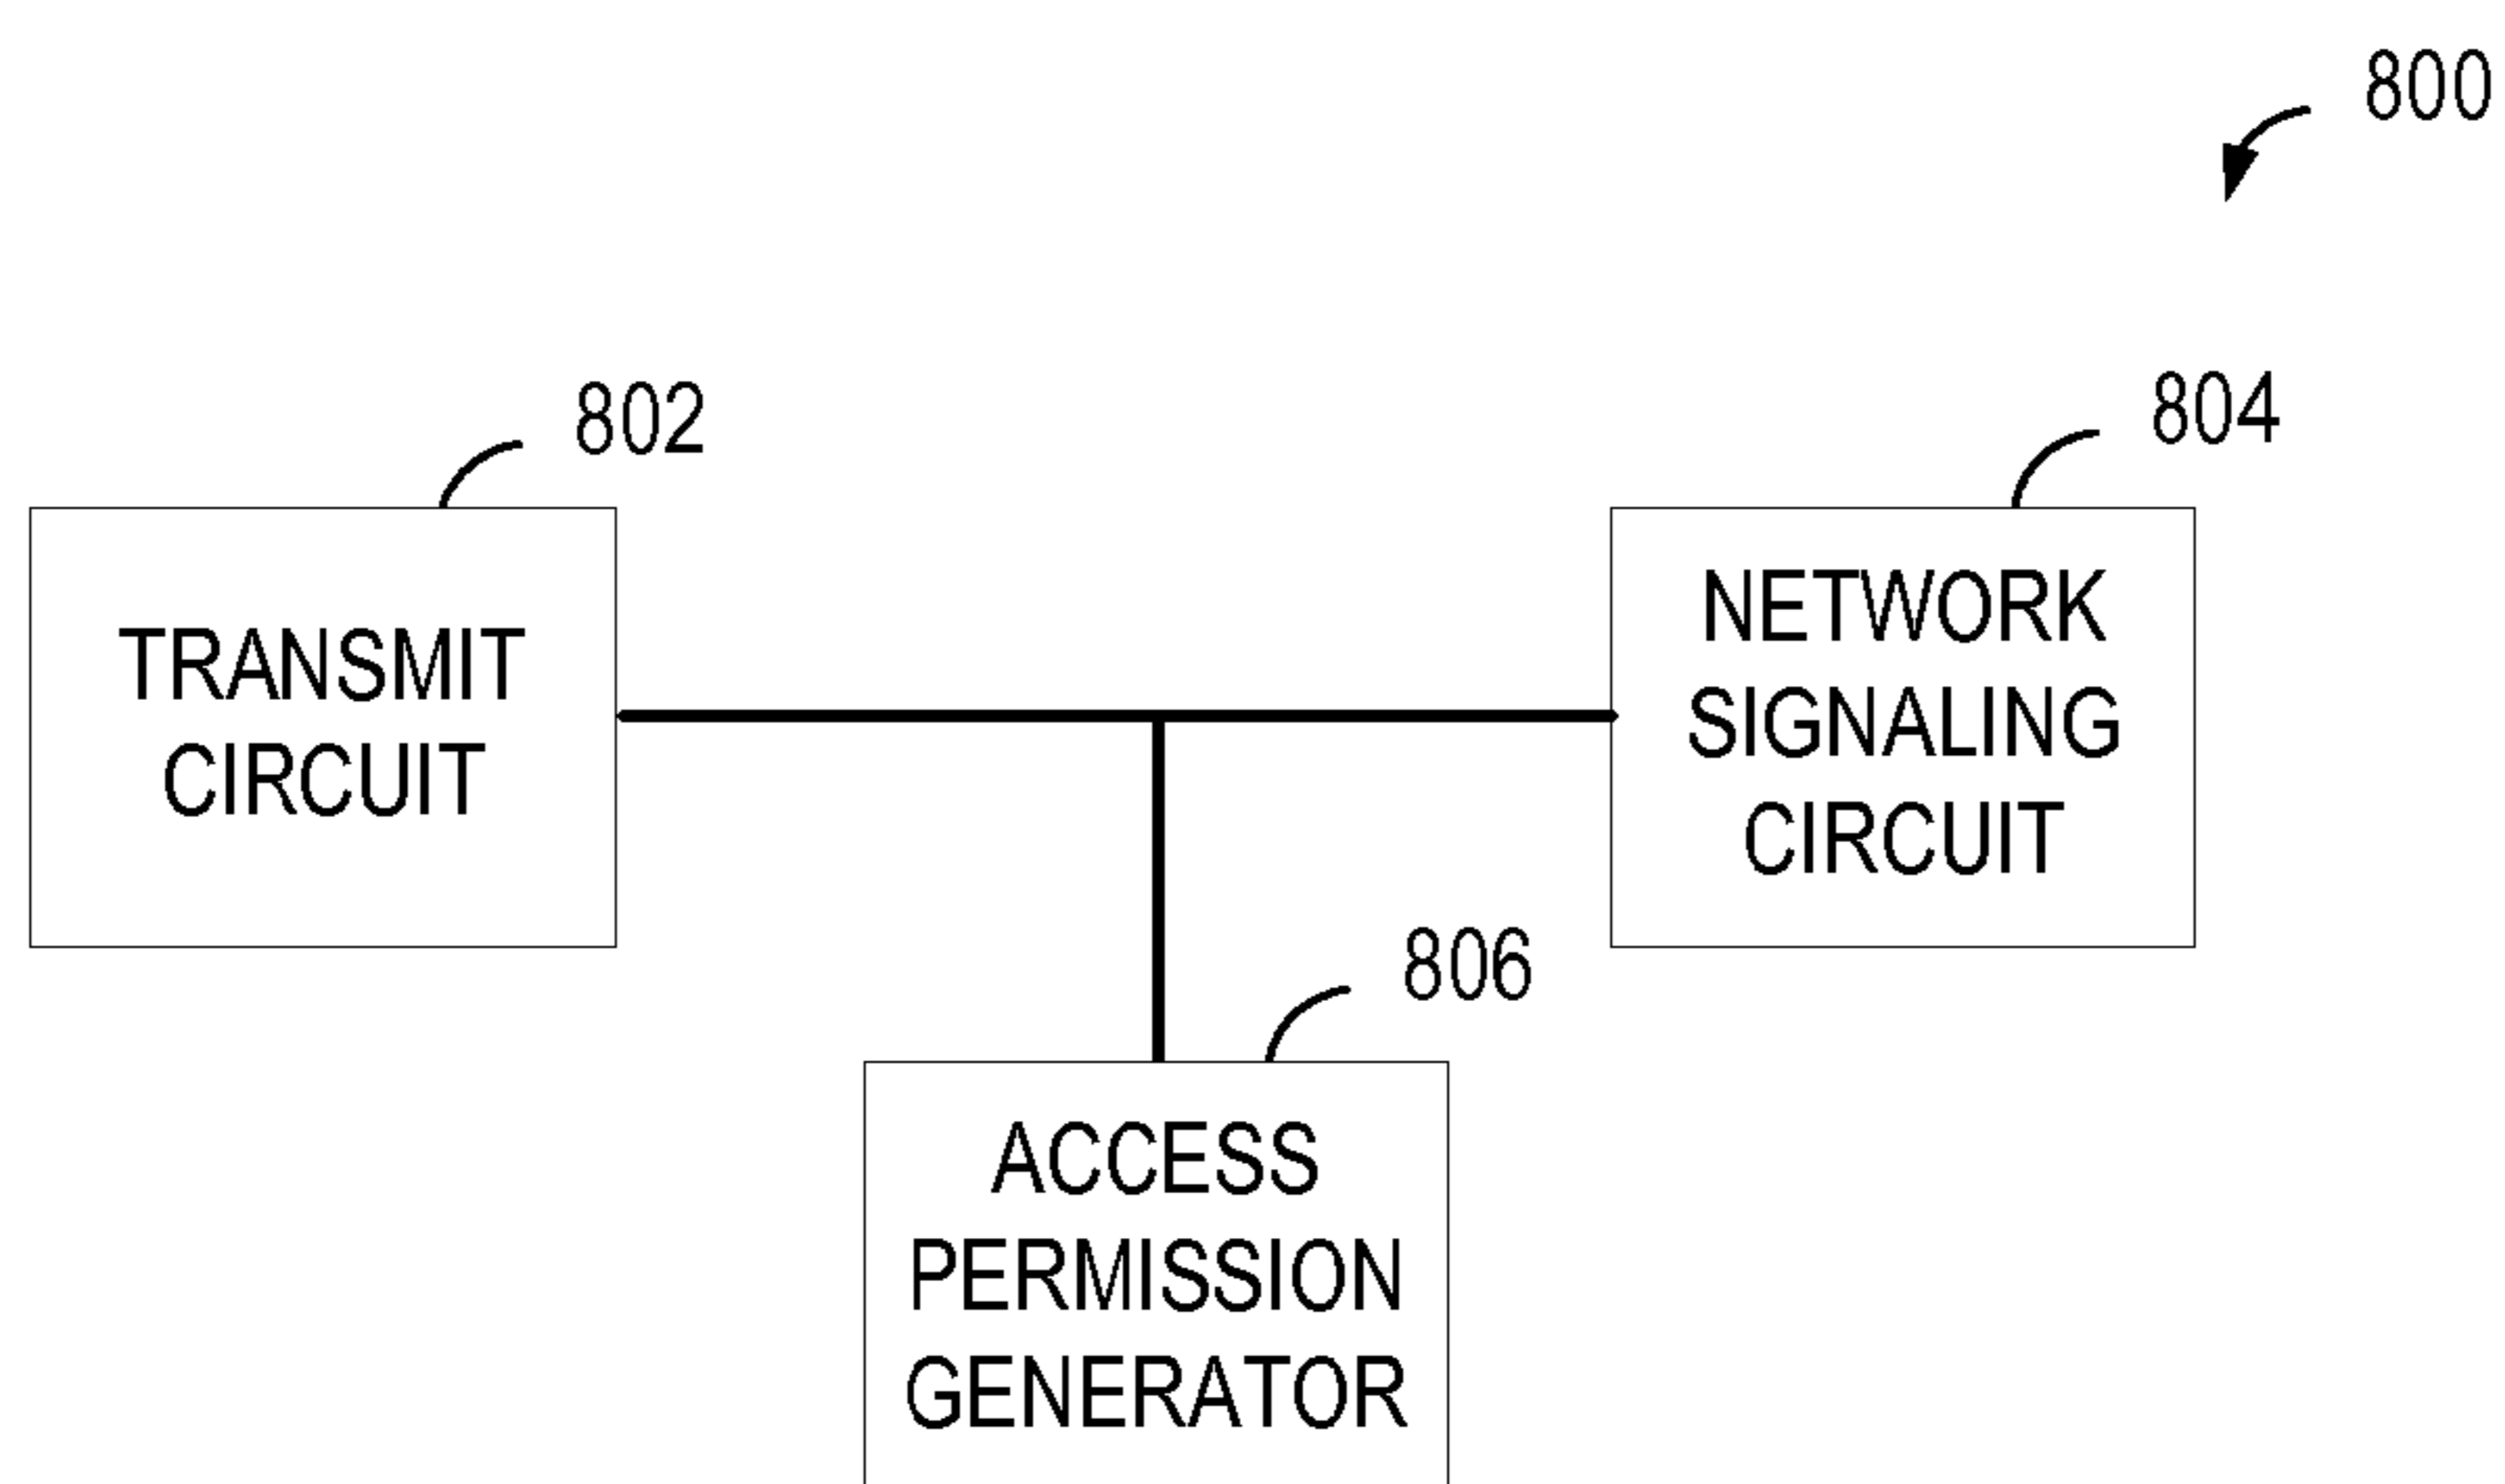 800
802
804
TRANSMIT
CIRCUIT
NETWORK
SIGNALING
CIRCUIT
806
ACCESS
PERMISSION
GENERATOR